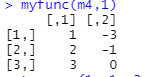 > myfunc(m4,1)
     [,1] [,2]
[1,]    1   -3
[2,]    2   -1
[3,]    3    0